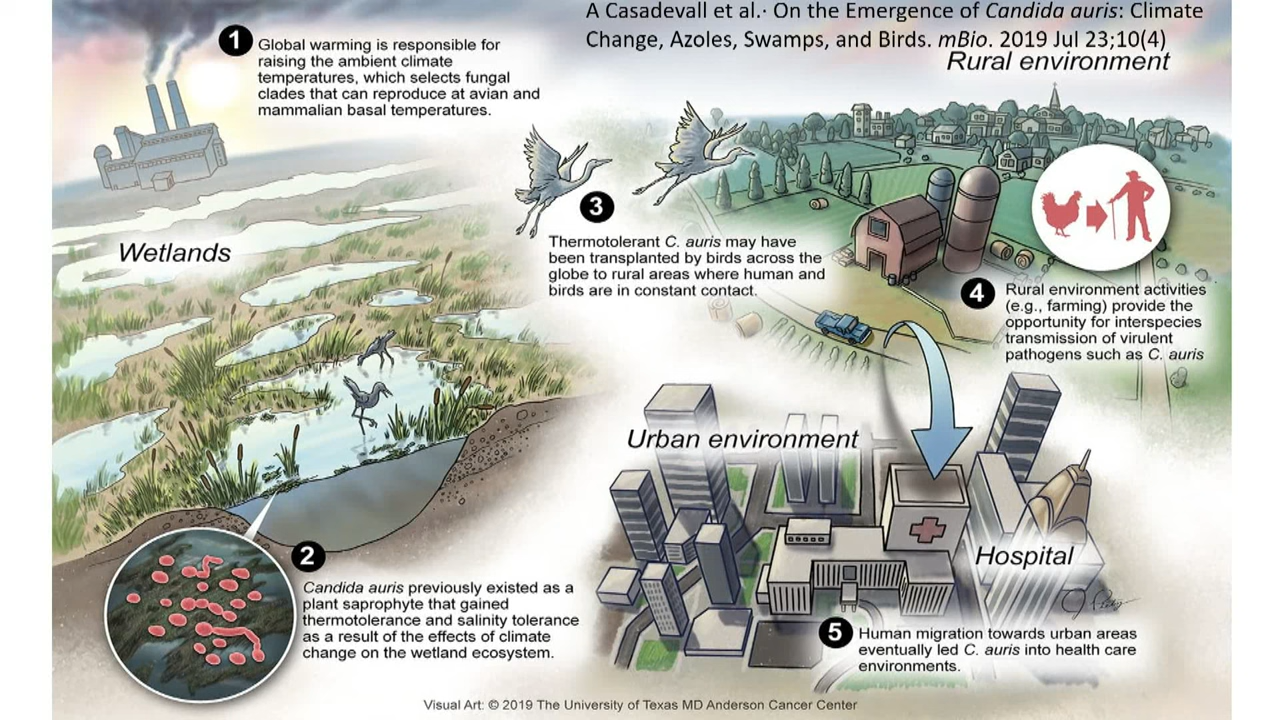 A Casadevall et al.· On the Emergence of Candida auris: Climate
Change, Azoles, Swamps, and Birds. mBio. 2019 Jul 23;10(4)
1
Global warming is responsible for
raising the ambient climate
temperatures, which selects fungal
clades that can reproduce at avian and
mammalian basal temperatures.
Rural environment
Wetlands
3
Thermotolerant C. auris may have
been transplanted by birds across the
globe to rural areas where human and
birds are in constant contact.
4
Rural environment activities
(e.g., farming) provide the
opportunity for interspecies
transmission of virulent
pathogens such as C. auris
Urban environment
Hospital
2
Candida auris previously existed as a
plant saprophyte that gained
thermotolerance and salinity tolerance
as a result of the effects of climate
change on the wetland ecosystem.
5
Human migration towards urban areas
eventually led C. auris into health care
environments.
Visual Art: © 2019 The University of Texas MD Anderson Cancer Center